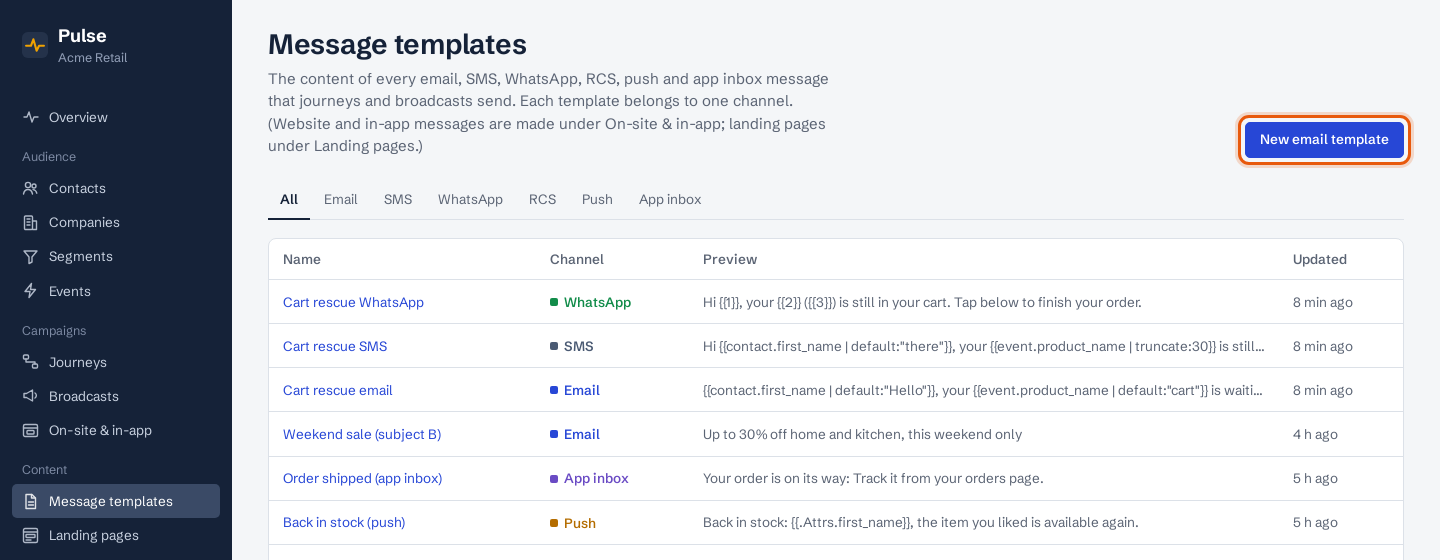 Pulse
Acme Retail
Overview
Audience
Contacts
Companies
Segments
Events
Campaigns
Journeys
Broadcasts
On-site & in-app
Content
Message templates
Landing pages
Message templates
The content of every email, SMS, WhatsApp, RCS, push and app inbox message
that journeys and broadcasts send. Each template belongs to one channel.
(Website and in-app messages are made under On-site & in-app; landing pages
under Landing pages.)
New email template
All Email SMS WhatsApp RCS Push App inbox
Name Channel Preview Updated
Cart rescue WhatsApp WhatsApp Hi {{1}}, your {{2}} ({{3}}) is still in your cart. Tap below to finish your order. 8 min ago
Cart rescue SMS SMS Hi {{contact.first_name | default:"there"}}, your {{event.product_name | truncate:30}} is still... 8 min ago
Cart rescue email Email {{contact.first_name | default:"Hello"}}, your {{event.product_name | default:"cart"}} is waiti... 8 min ago
Weekend sale (subject B) Email Up to 30% off home and kitchen, this weekend only 4 h ago
Order shipped (app inbox) App inbox Your order is on its way: Track it from your orders page. 5 h ago
Back in stock (push) Push Back in stock: {{.Attrs.first_name}}, the item you liked is available again. 5 h ago